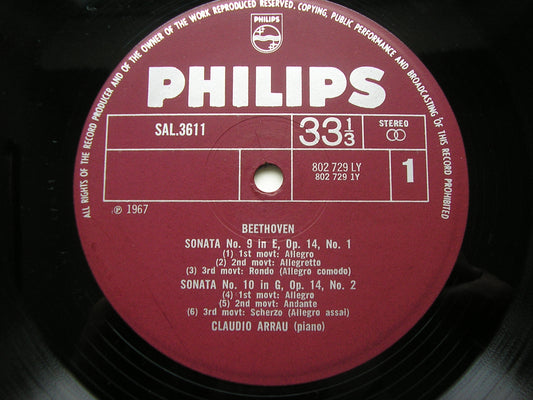 ALL RIGHTS OF THE RECORD PRODUCER AND OF THE OWNER OF THE WORK REPRODUCED RESERVED. COPYING, PUBLIC PERFORMANCE AND BROADCASTING OF THIS RECORD PROHIBITED
PHILIPS
PHILIPS
SAL.3611
33 1/3
STEREO
802 729 LY
802 729 1Y
1
℗ 1967
BEETHOVEN
SONATA No. 9 in E, Op. 14, No. 1
(1) 1st movt: Allegro
(2) 2nd movt: Allegretto
(3) 3rd movt: Rondo (Allegro comodo)
SONATA No. 10 in G, Op. 14, No. 2
(4) 1st movt: Allegro
(5) 2nd movt: Andante
(6) 3rd movt: Scherzo (Allegro assai)
CLAUDIO ARRAU (piano)